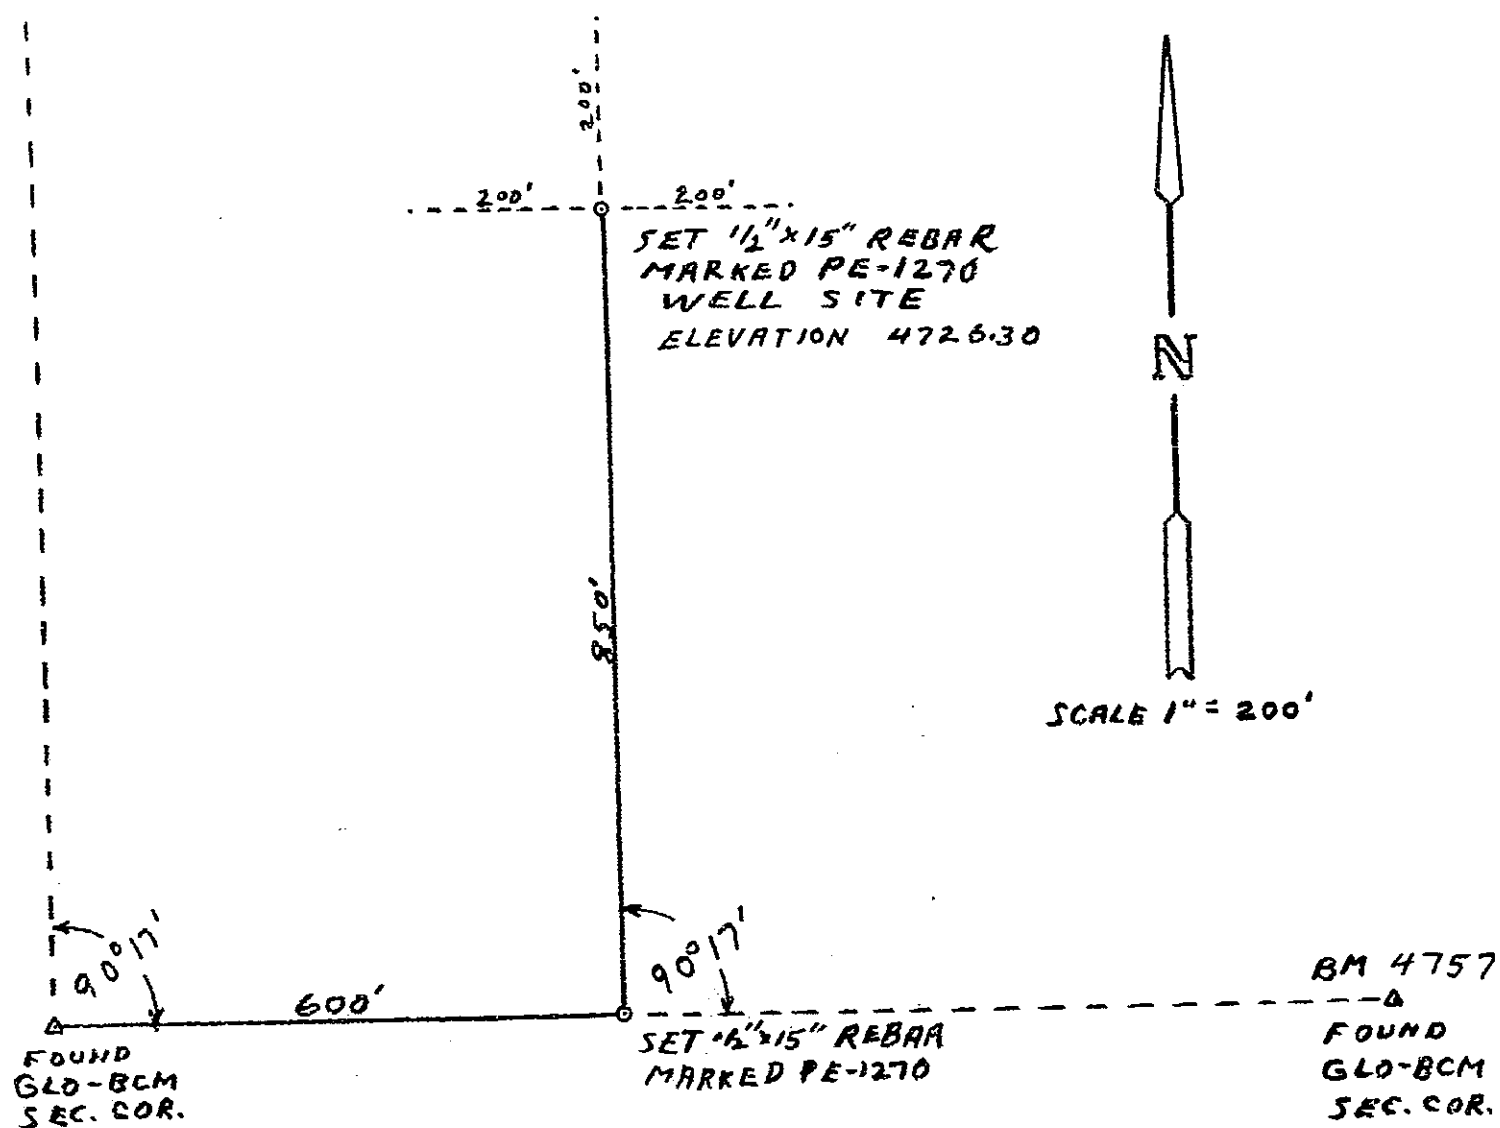 200'
200' 200'
SET 1/2"x15" REBAR
MARKED PE-1270
WELL SITE
ELEVATION 4726.30
N
850'
SCALE 1" = 200'
90°17'
90°17'
BM 4757
600'
SET 1/2"x15" REBAR
MARKED PE-1270
FOUND
GLO-BCM
SEC. COR.
FOUND
GLO-BCM
SEC. COR.